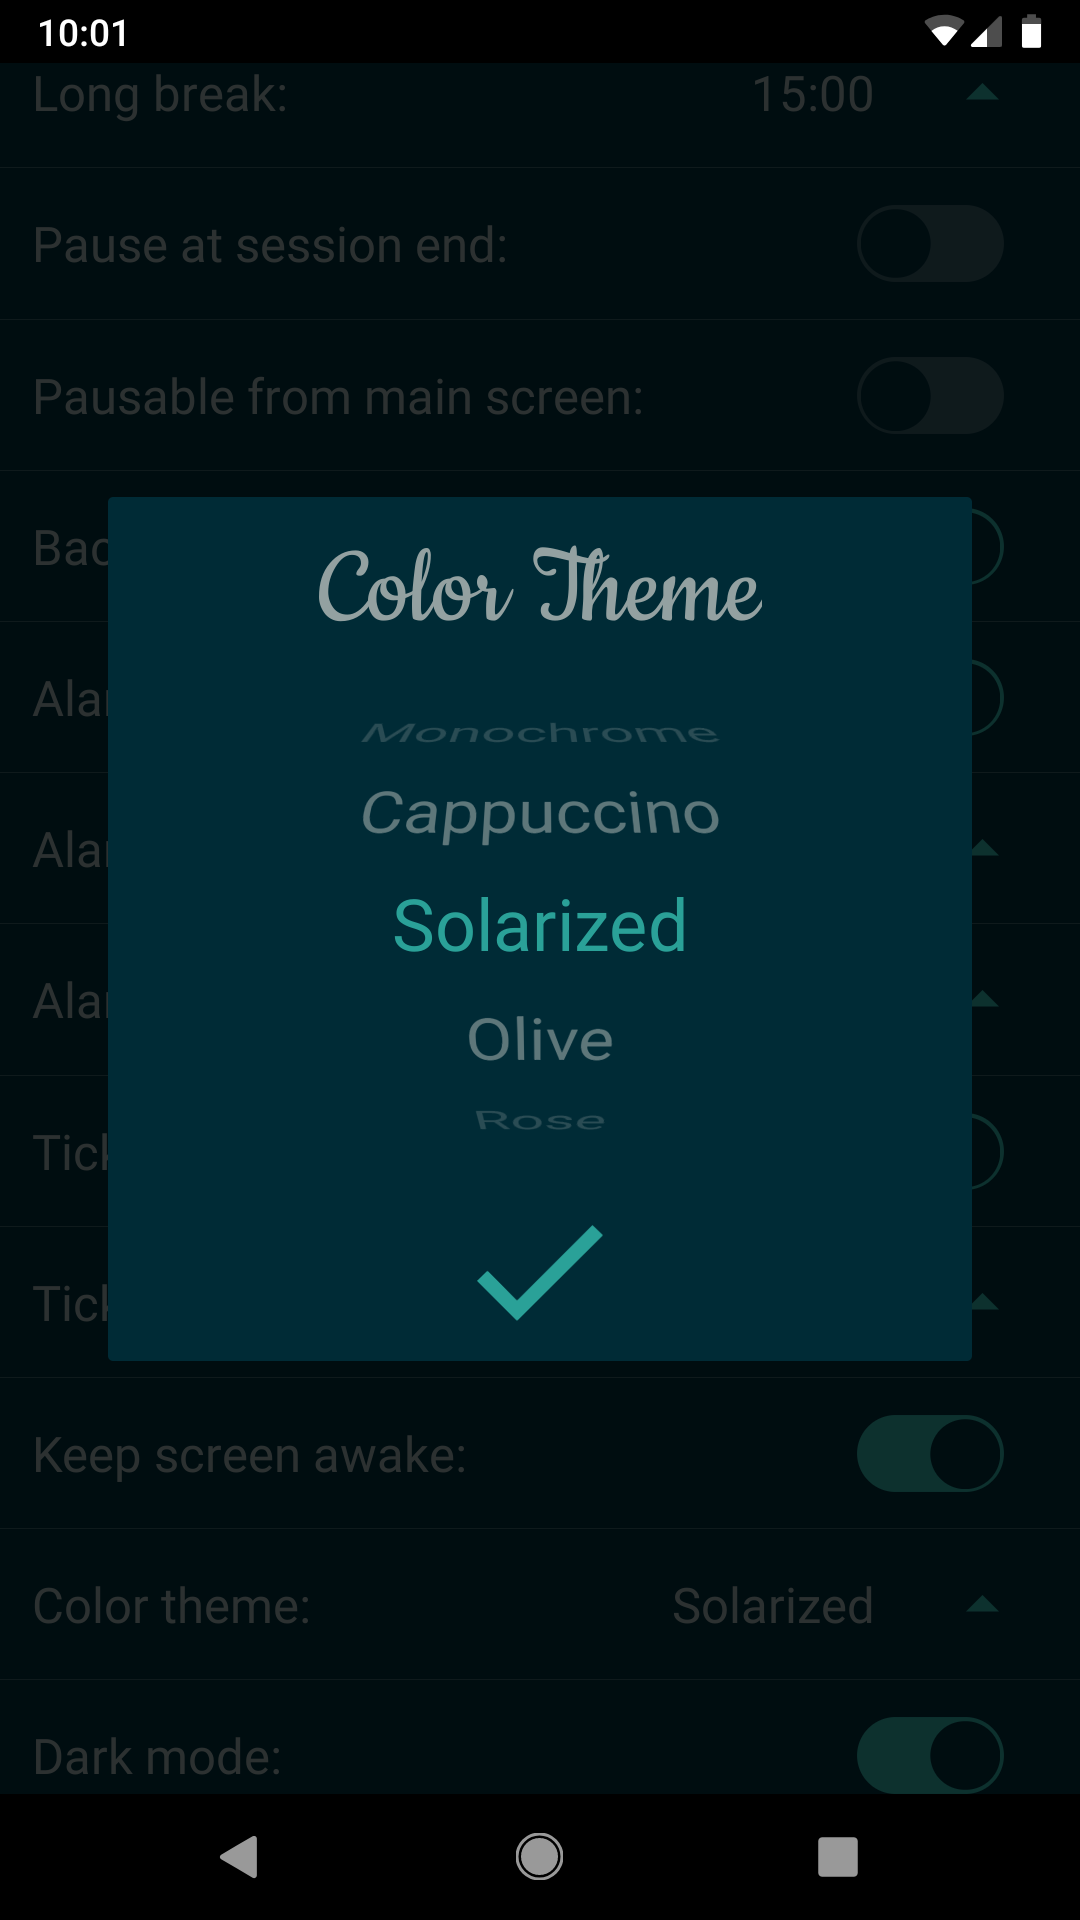 10:01
Long break: 15:00
Pause at session end:
Pausable from main screen:
Bac
Color Theme
Alar
Monochrome
Cappuccino
Alar
Solarized
Alar
Olive
Rose
Tick
Tick
Keep screen awake:
Color theme: Solarized
Dark mode: